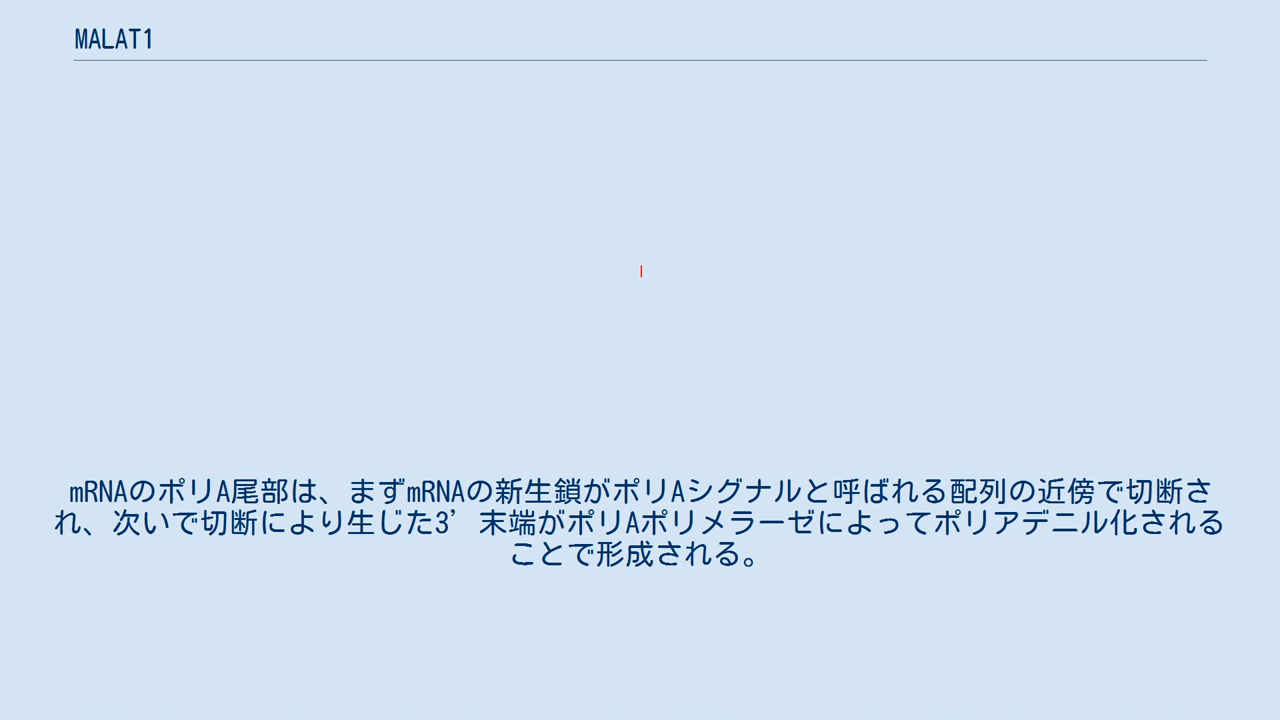 MALAT1
mRNAのポリA尾部は、まずmRNAの新生鎖がポリAシグナルと呼ばれる配列の近傍で切断さ
れ、次いで切断により生じた3’末端がポリAポリメラーゼによってポリアデニル化される
ことで形成される。